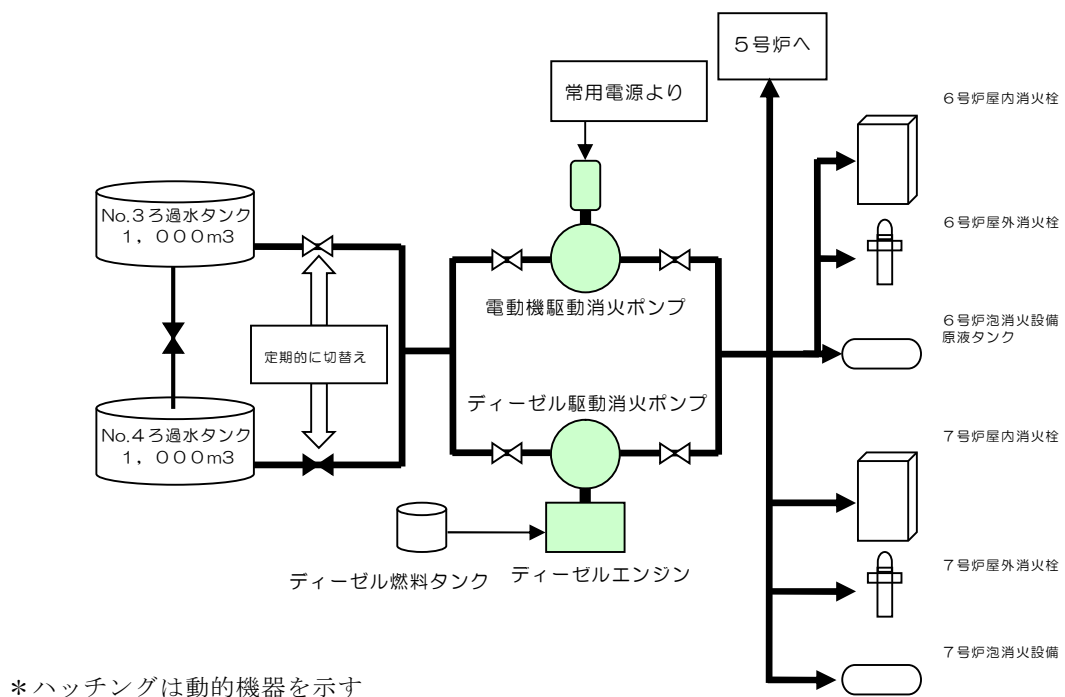 ５号炉へ
常用電源より
６号炉屋内消火栓
No.３ろ過水タンク
１，０００m3
６号炉屋外消火栓
電動機駆動消火ポンプ
６号炉泡消火設備
原液タンク
定期的に切替え
ディーゼル駆動消火ポンプ
No.４ろ過水タンク
１，０００m3
７号炉屋内消火栓
ディーゼル燃料タンク
ディーゼルエンジン
７号炉屋外消火栓
７号炉泡消火設備
＊ハッチングは動的機器を示す